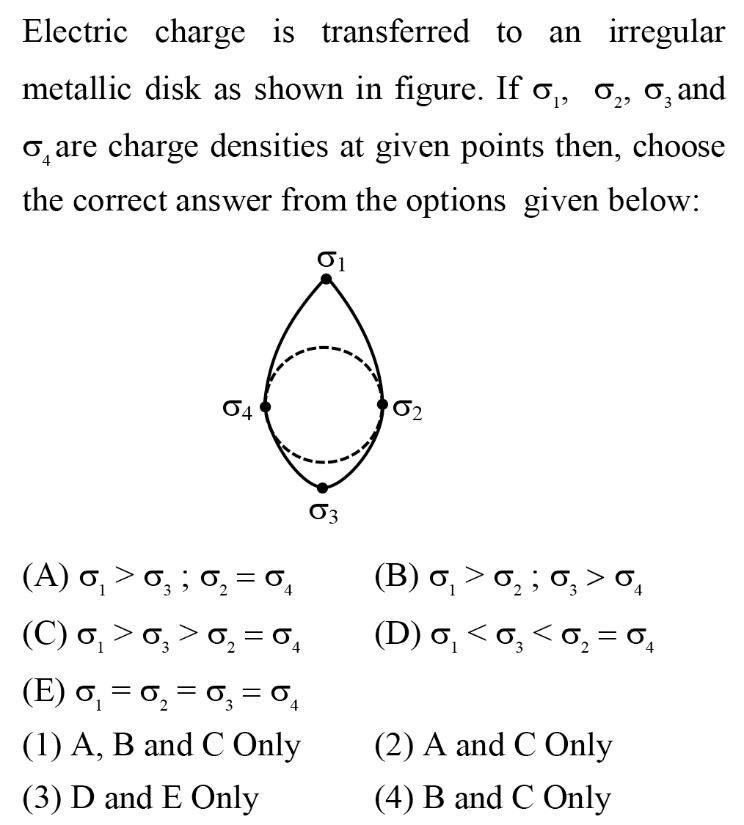 Electric charge is transferred to an irregular
metallic disk as shown in figure. If σ₁, σ₂, σ₃ and
σ₄ are charge densities at given points then, choose
the correct answer from the options given below:
σ₁
σ₄ σ₂
σ₃
(A) σ₁ > σ₃ ; σ₂ = σ₄ (B) σ₁ > σ₂ ; σ₃ > σ₄
(C) σ₁ > σ₃ > σ₂ = σ₄ (D) σ₁ < σ₃ < σ₂ = σ₄
(E) σ₁ = σ₂ = σ₃ = σ₄
(1) A, B and C Only (2) A and C Only
(3) D and E Only (4) B and C Only